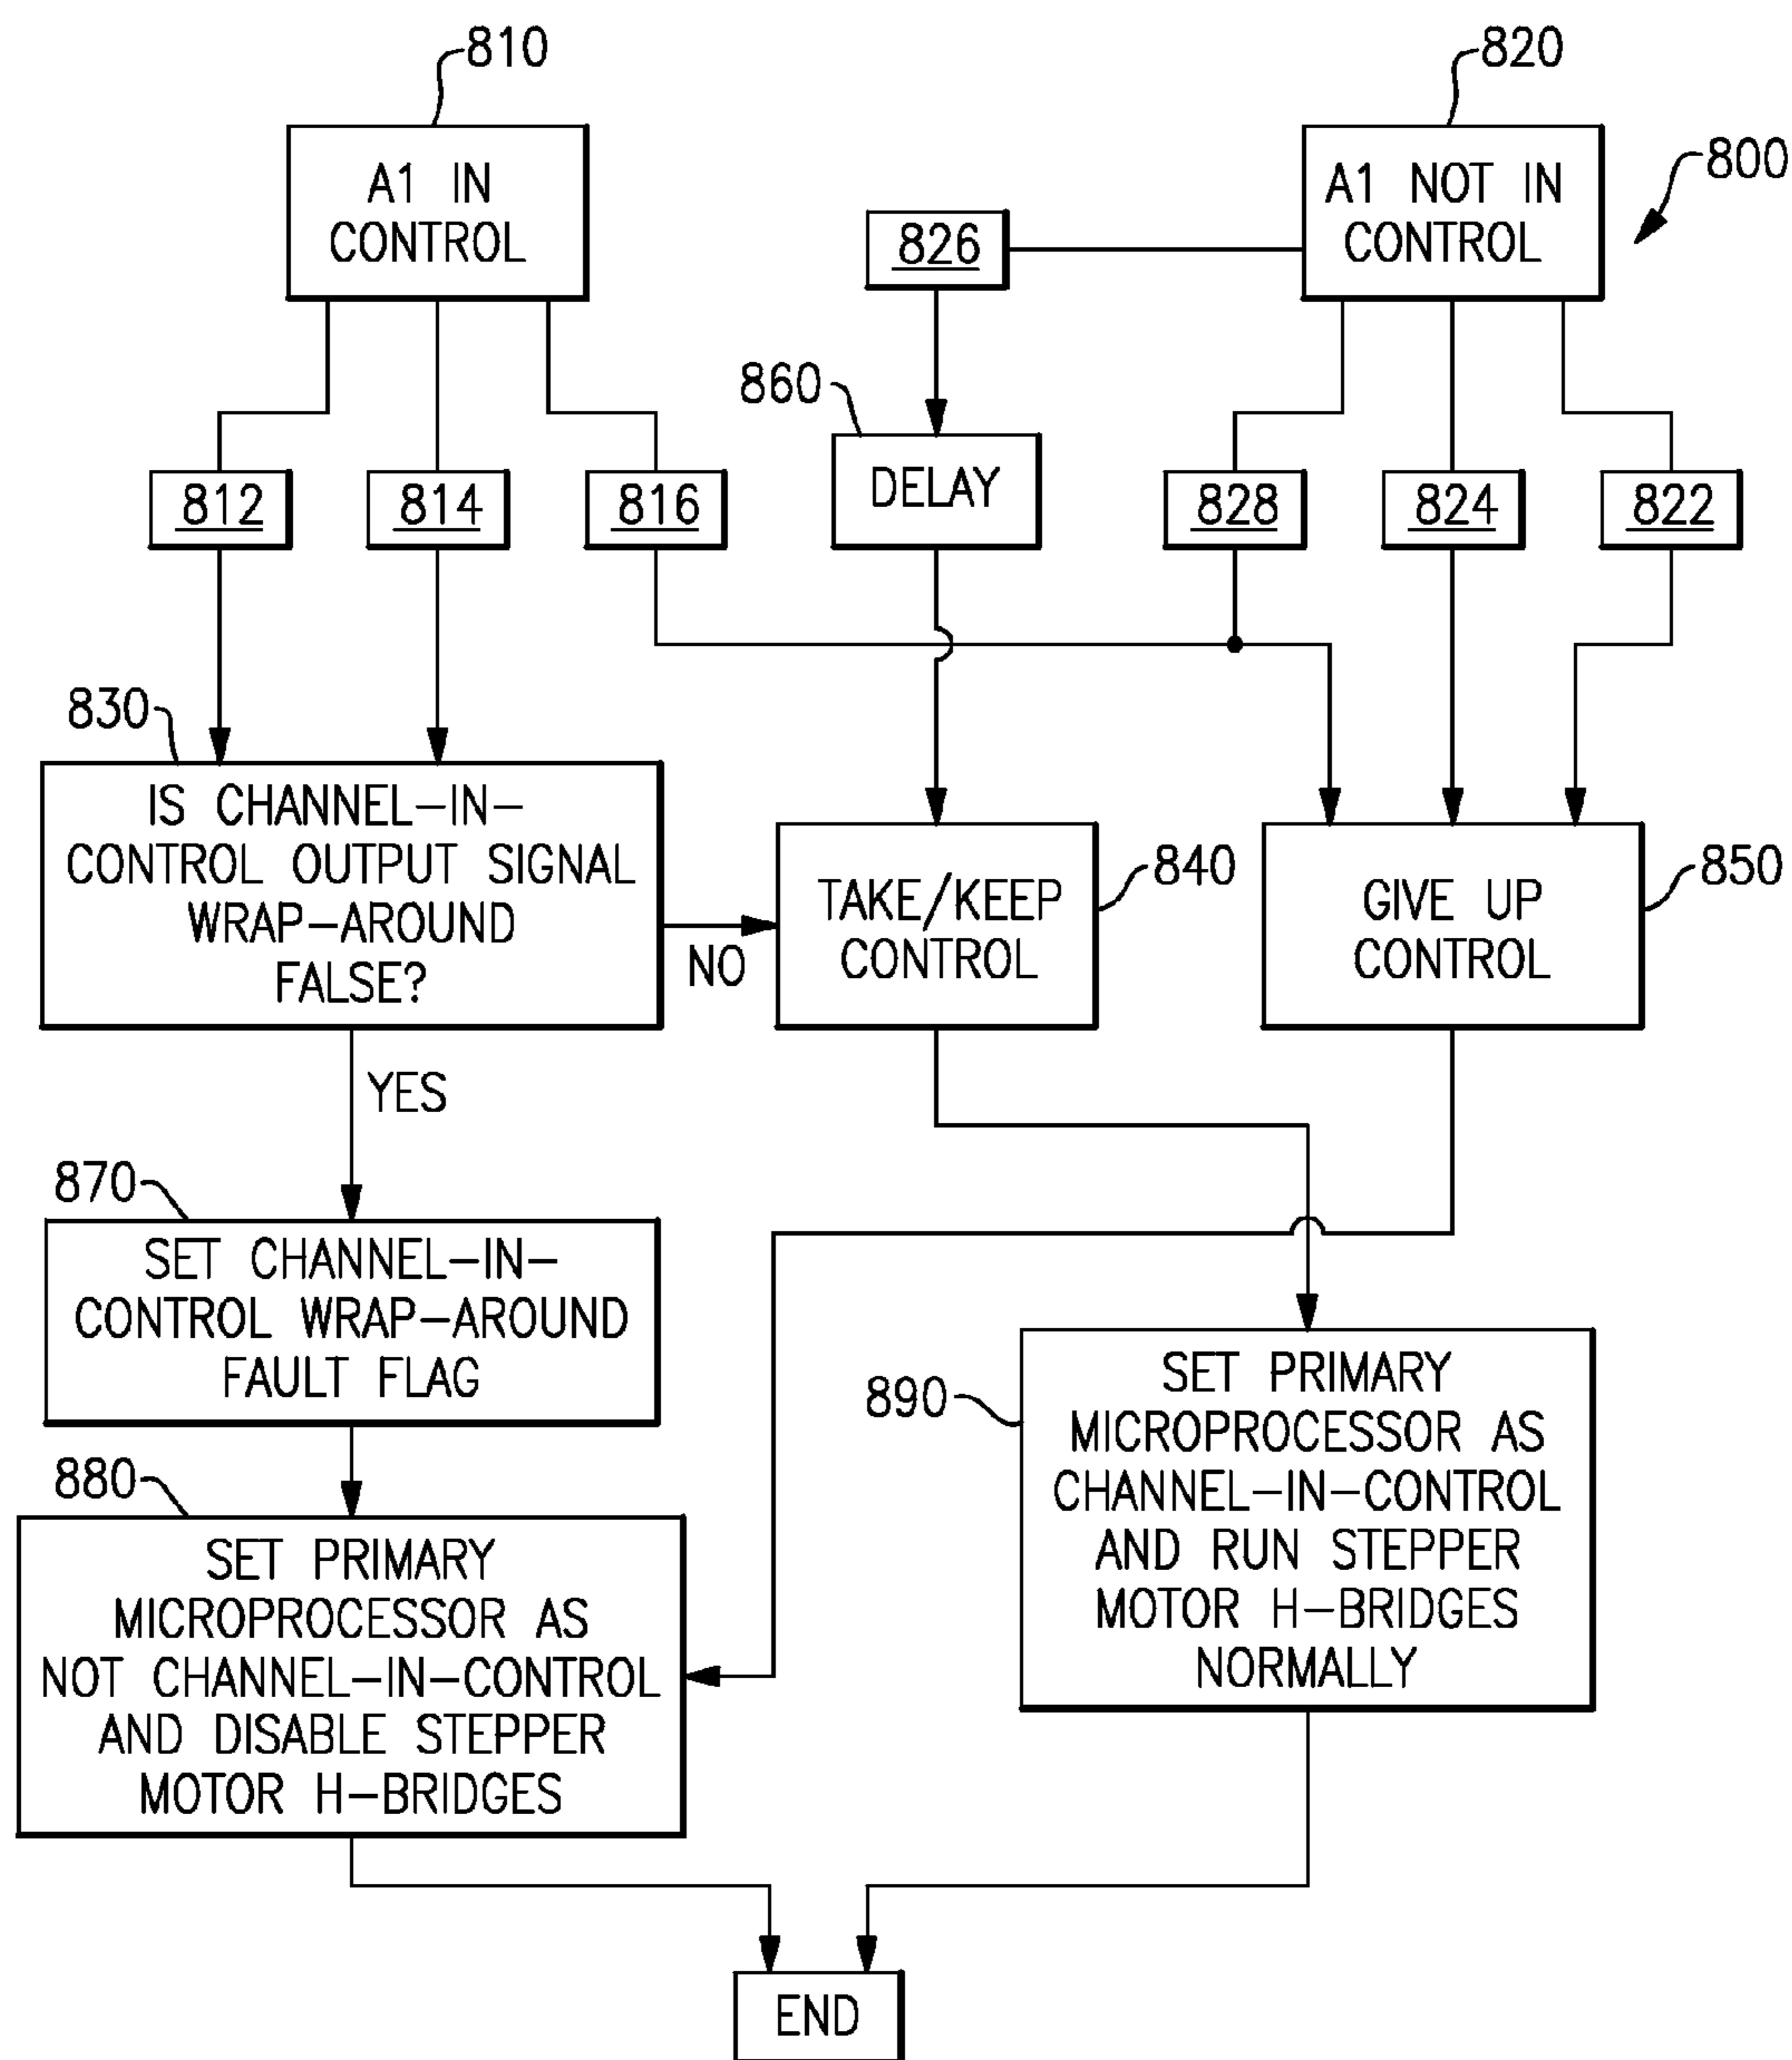 810
820
800
A1 IN
CONTROL
A1 NOT IN
CONTROL
826
860
DELAY
812
814
816
828
824
822
830
IS CHANNEL-IN-
CONTROL OUTPUT SIGNAL
WRAP-AROUND
FALSE?
NO
TAKE/KEEP
CONTROL
840
GIVE UP
CONTROL
850
YES
870
SET CHANNEL-IN-
CONTROL WRAP-AROUND
FAULT FLAG
880
SET PRIMARY
MICROPROCESSOR AS
NOT CHANNEL-IN-CONTROL
AND DISABLE STEPPER
MOTOR H-BRIDGES
890
SET PRIMARY
MICROPROCESSOR AS
CHANNEL-IN-CONTROL
AND RUN STEPPER
MOTOR H-BRIDGES
NORMALLY
END